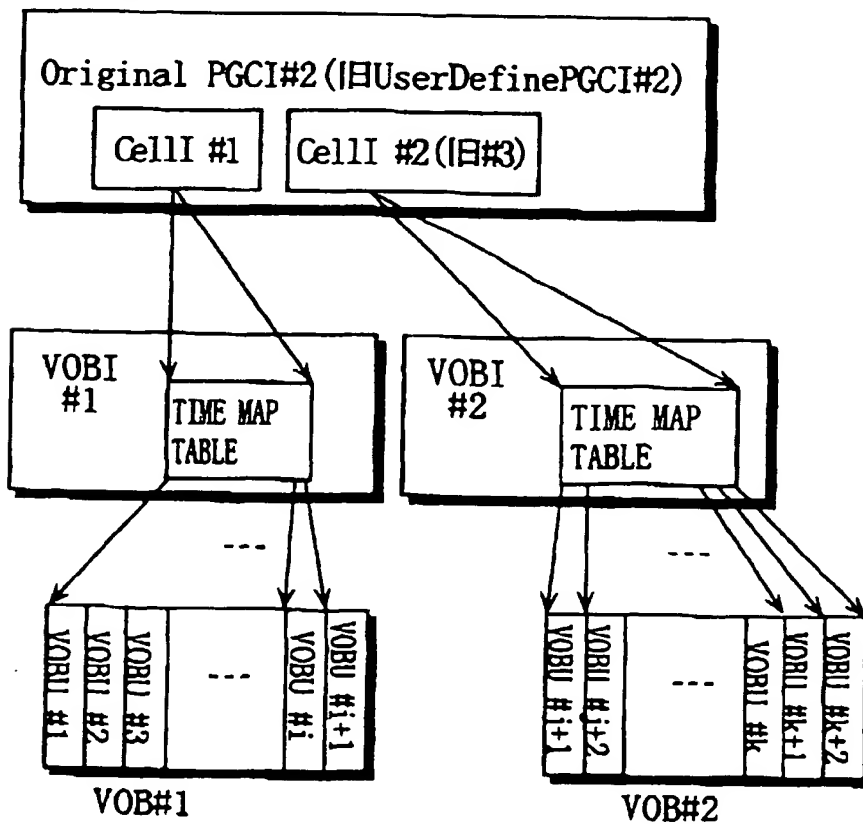 Original PGCI#2(旧UserDefinePGCI#2)
CellI #1
CellI #2(旧#3)
VOBI
#1
TIME MAP
TABLE
VOBI
#2
TIME MAP
TABLE
---
---
VOBU #1
VOBU #2
VOBU #3
---
VOBU #i
VOBU #i+1
VOBU #j+1
VOBU #j+2
---
VOBU #k
VOBU #k+1
VOBU #k+2
VOB#1
VOB#2